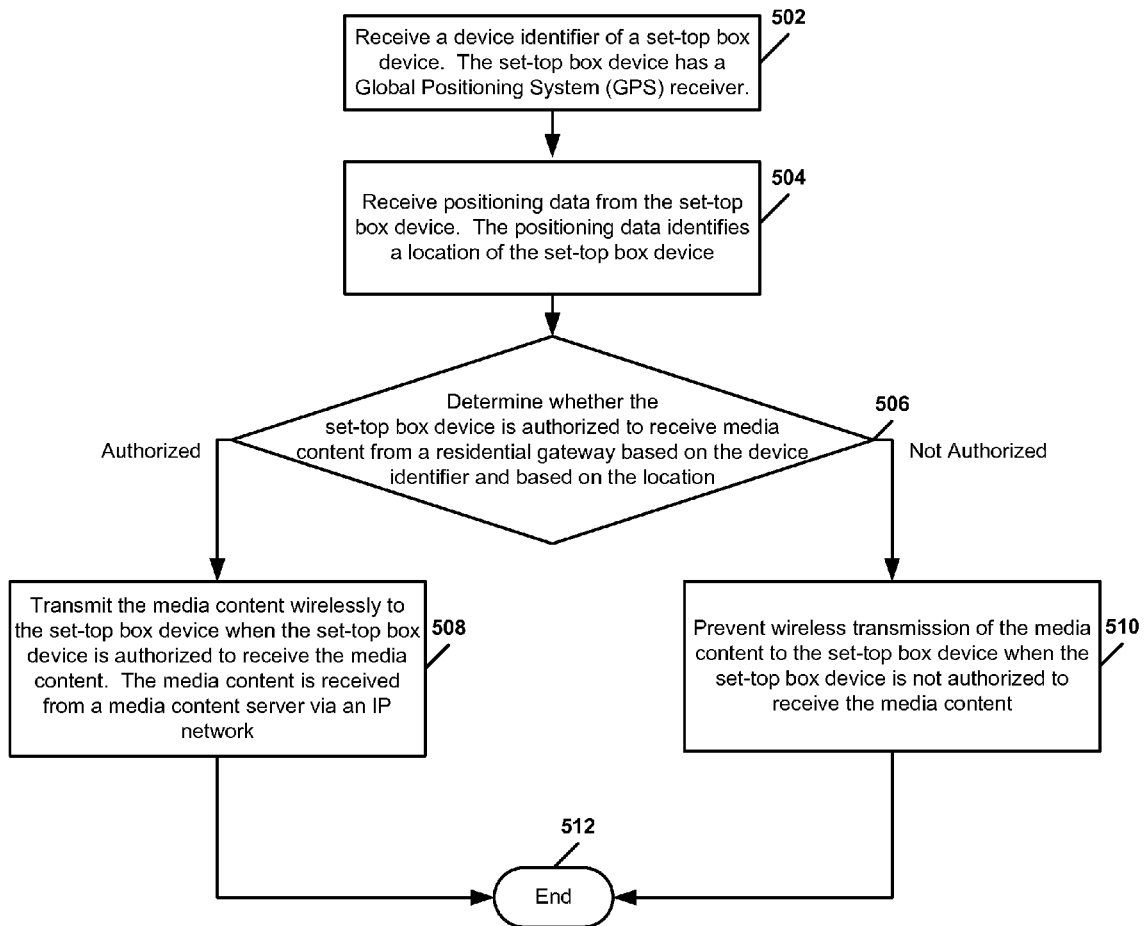 502
Receive a device identifier of a set-top box
device. The set-top box device has a
Global Positioning System (GPS) receiver.
504
Receive positioning data from the set-top
box device. The positioning data identifies
a location of the set-top box device
Determine whether the
set-top box device is authorized to receive media
content from a residential gateway based on the device
identifier and based on the location
506
Authorized
Not Authorized
Transmit the media content wirelessly to
the set-top box device when the set-top box
device is authorized to receive the media
content. The media content is received
from a media content server via an IP
network
508
Prevent wireless transmission of the media
content to the set-top box device when the
set-top box device is not authorized to
receive the media content
510
512
End